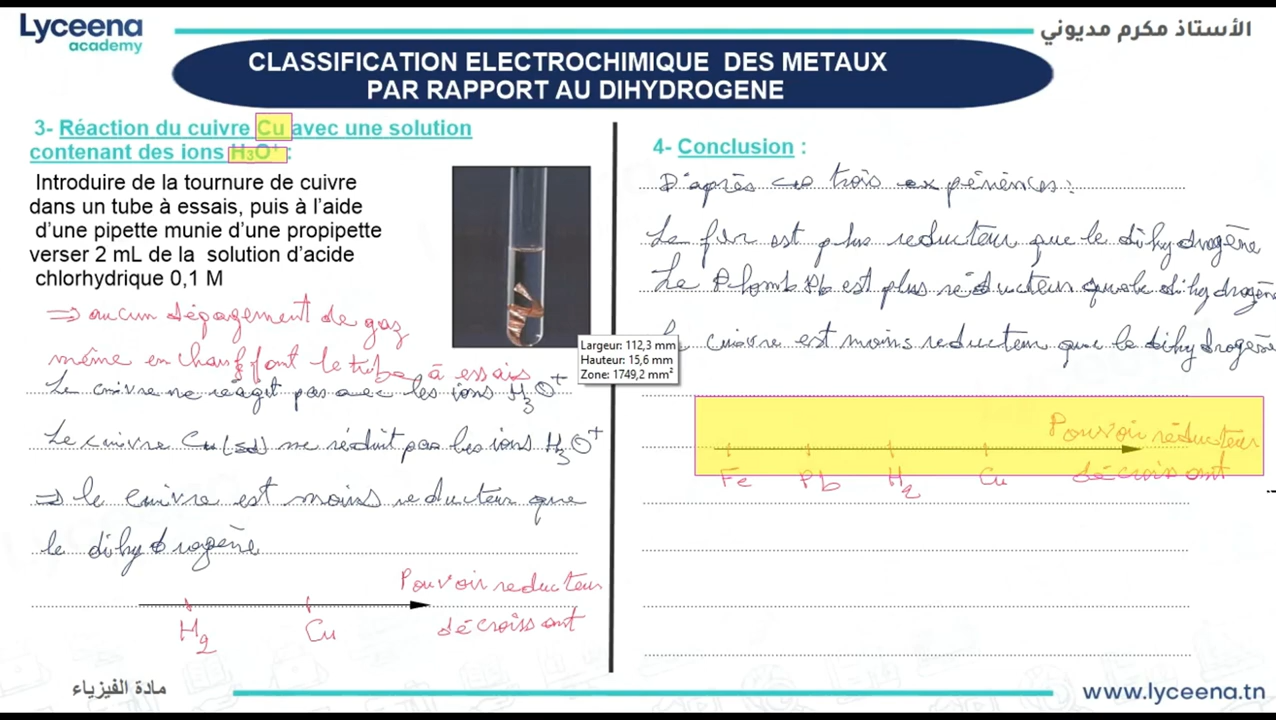 Lyceena
academy
الأستاذ مكرم مديوني
CLASSIFICATION ELECTROCHIMIQUE DES METAUX
PAR RAPPORT AU DIHYDROGENE
3- Réaction du cuivre Cu avec une solution
contenant des ions H₃O⁺ :
Introduire de la tournure de cuivre
dans un tube à essais, puis à l'aide
d'une pipette munie d'une propipette
verser 2 mL de la solution d'acide
chlorhydrique 0,1 M
⇒ aucun dégagement de gaz
même en chauffant le tube à essais
Le cuivre ne réagit pas avec les ions H₃O⁺
Le cuivre Cu (sd) ne réduit pas les ions H₃O⁺
⇒ le cuivre est moins reducteur que
le dihydrogène
Pouvoir reducteur
décroissant
H₂ Cu
4- Conclusion :
D'après ces trois expériences :
Le fer est plus reducteur que le dihydrogène
Le Plomb Pb est plus réducteur que le dihydrogène
cuivre est moins reducteur que le dihydrogène
Largeur: 112,3 mm
Hauteur: 15,6 mm
Zone: 1749,2 mm²
Pouvoir réducteur
décroissant
Fe Pb H₂ Cu
مادة الفيزياء
www.lyceena.tn